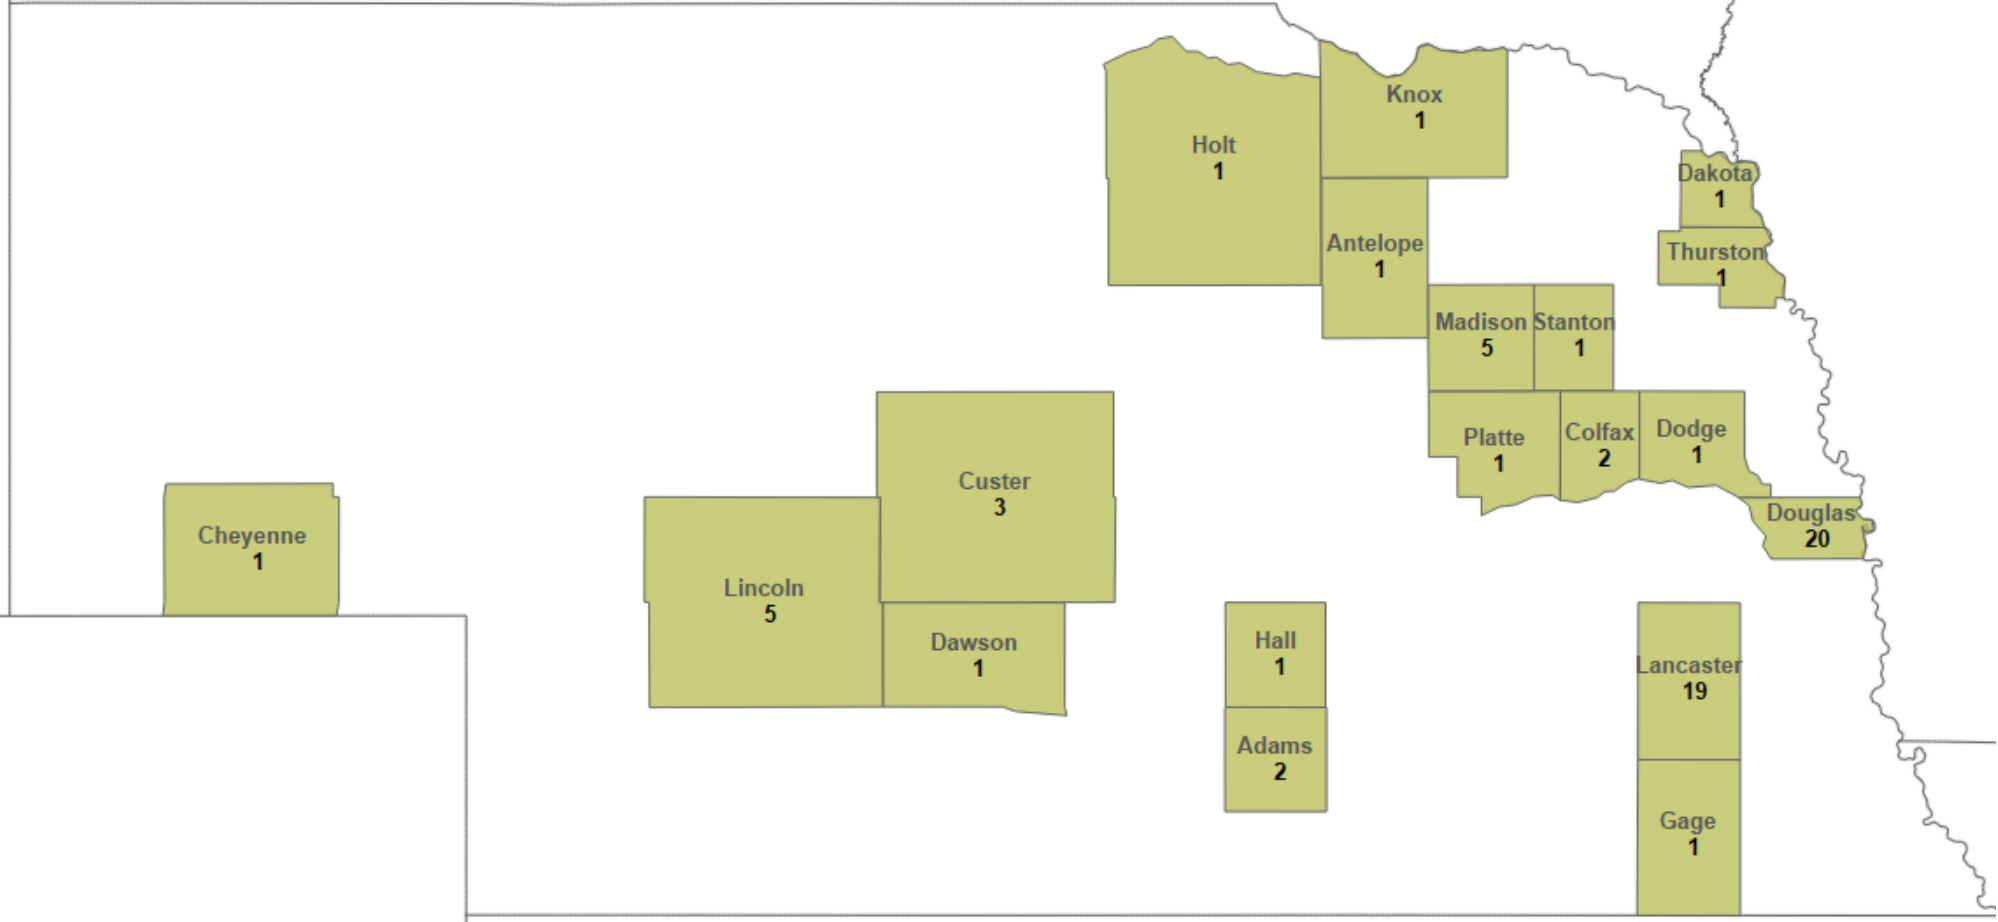 Knox
1
Holt
1
Dakota
1
Antelope
1
Thurston
1
Madison
5
Stanton
1
Platte
1
Colfax
2
Dodge
1
Custer
3
Douglas
20
Cheyenne
1
Lincoln
5
Dawson
1
Hall
1
Lancaster
19
Adams
2
Gage
1